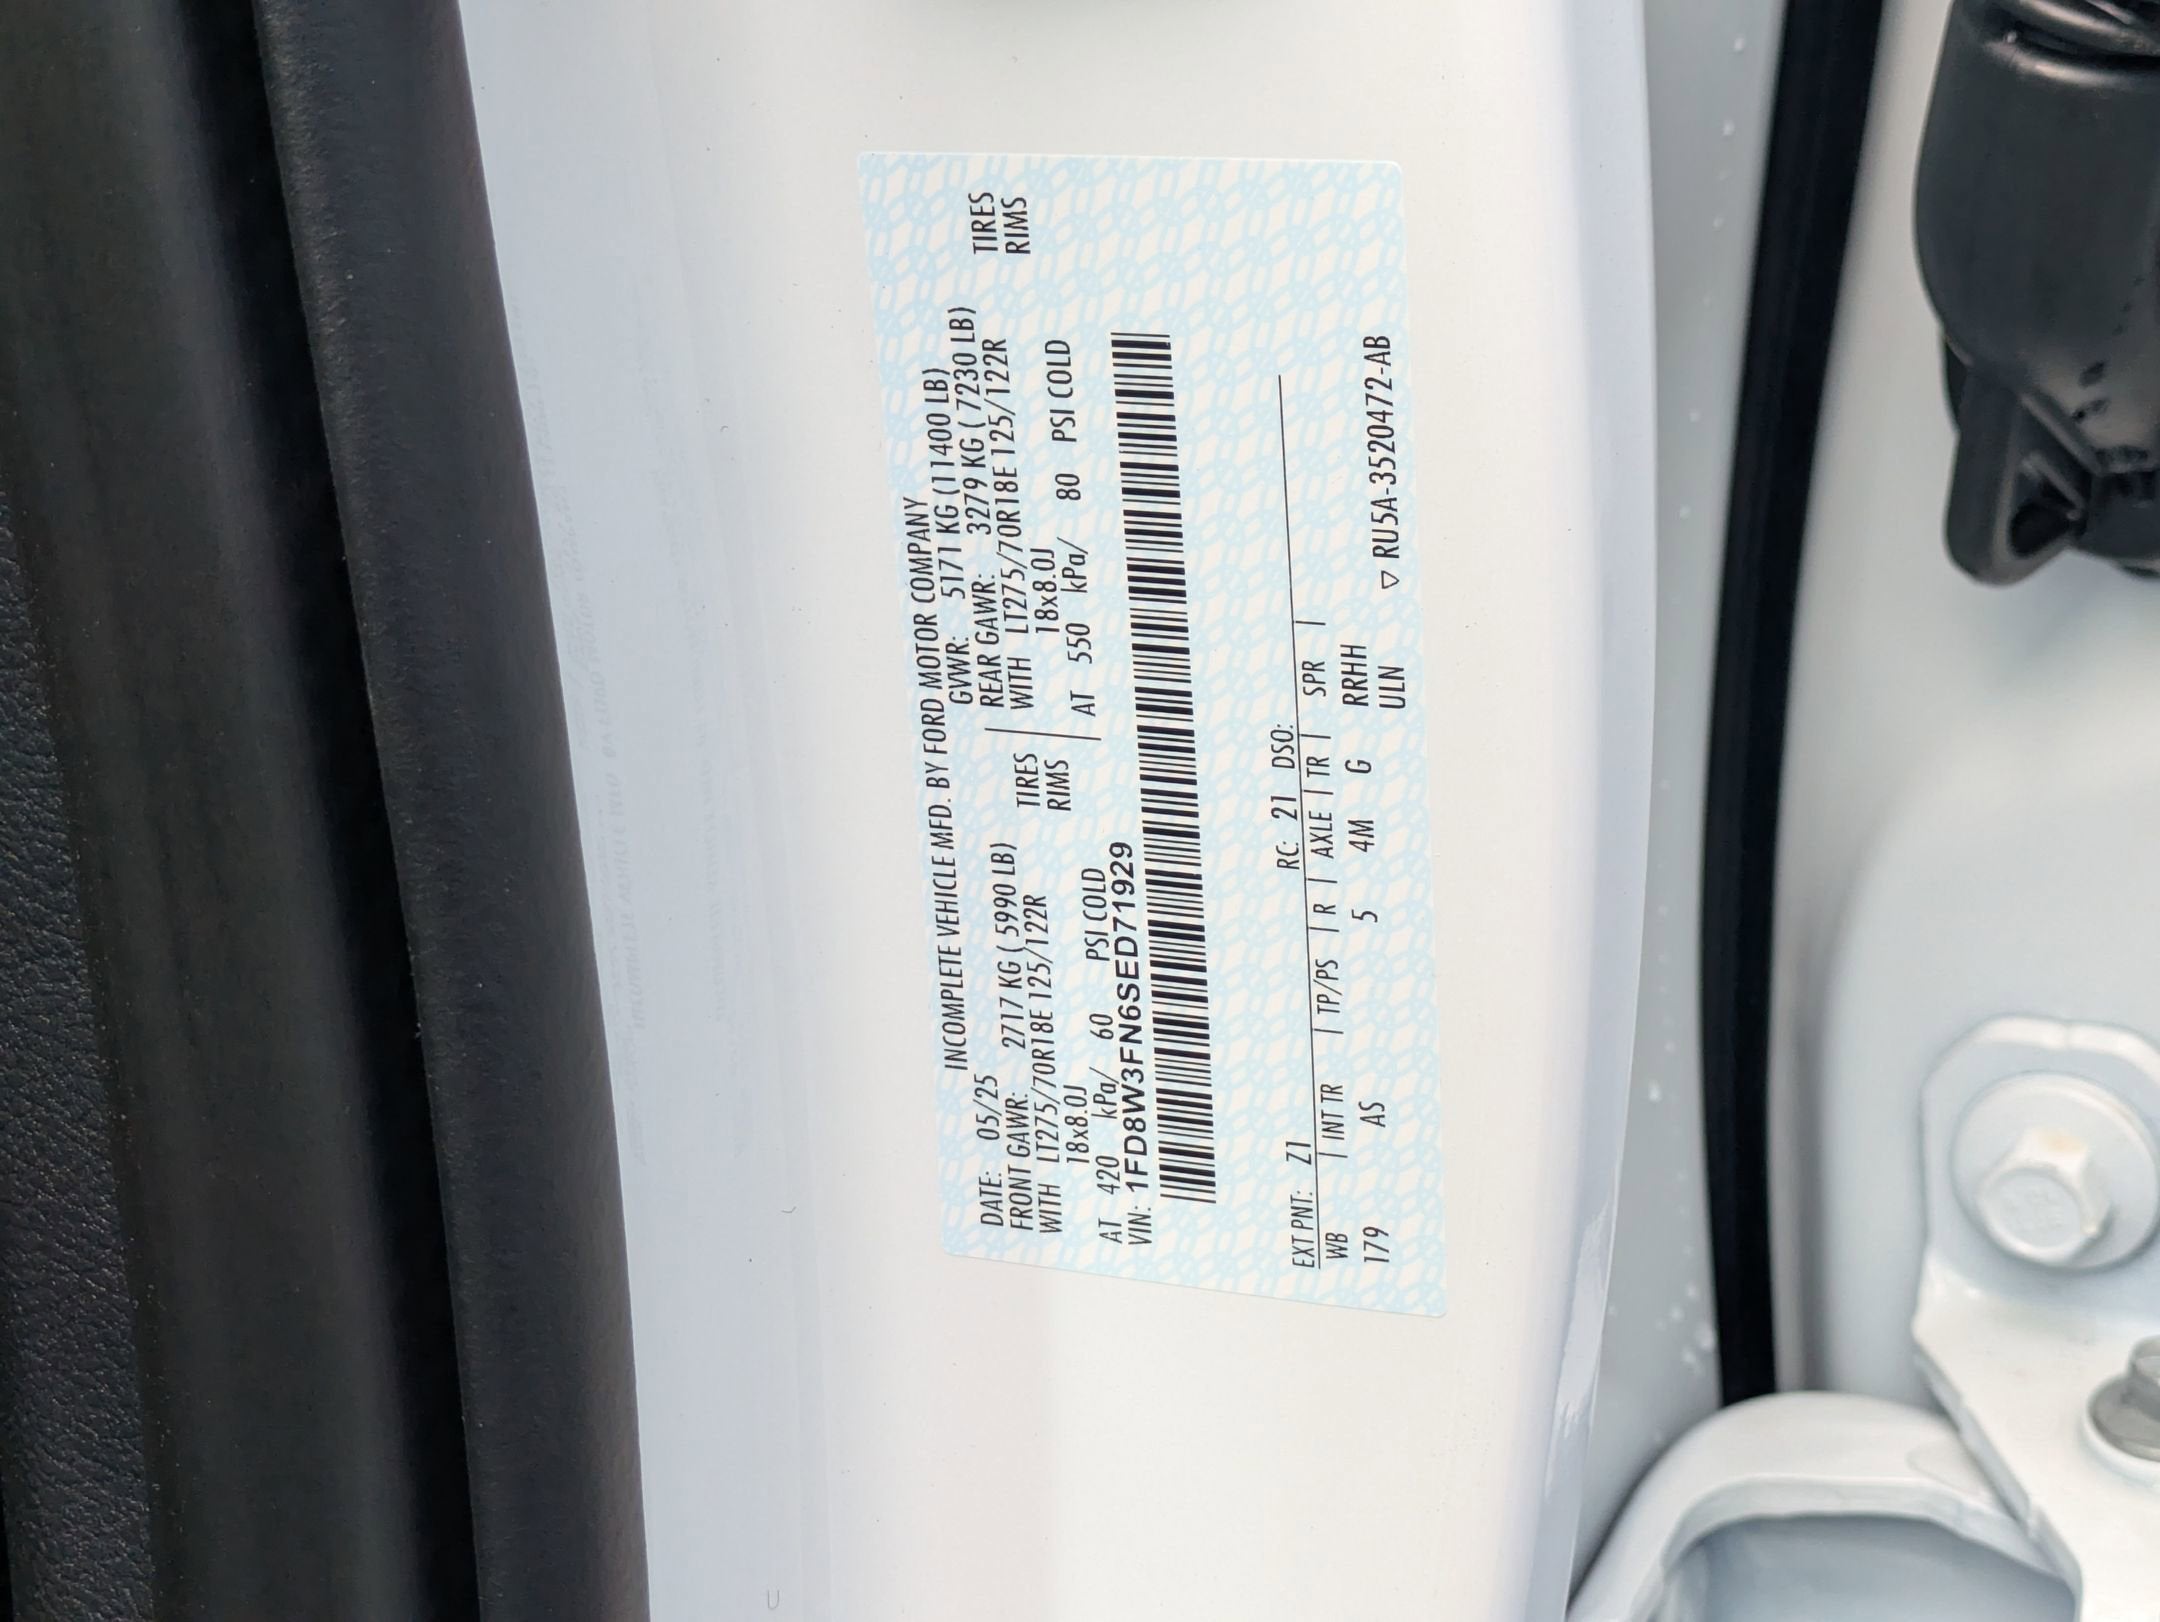 INCOMPLETE VEHICLE MFD. BY FORD MOTOR COMPANY
DATE: 05/25 GVWR: 5171 KG (11400 LB)
FRONT GAWR: 2717 KG ( 5990 LB) REAR GAWR: 3279 KG ( 7230 LB)
WITH LT275/70R18E 125/122R TIRES WITH LT275/70R18E 125/122R TIRES
18x8.0J RIMS 18x8.0J RIMS
AT 420 kPa/ 60 PSI COLD AT 550 kPa/ 80 PSI COLD
VIN: 1FD8W3FN6SED71929
EXT PNT: Z1 RC: 21 DSO:
WB | INT TR | TP/PS | R | AXLE | TR | SPR |
179 AS 5 4M G RRHH
ULN
▽ RU5A-3520472-AB